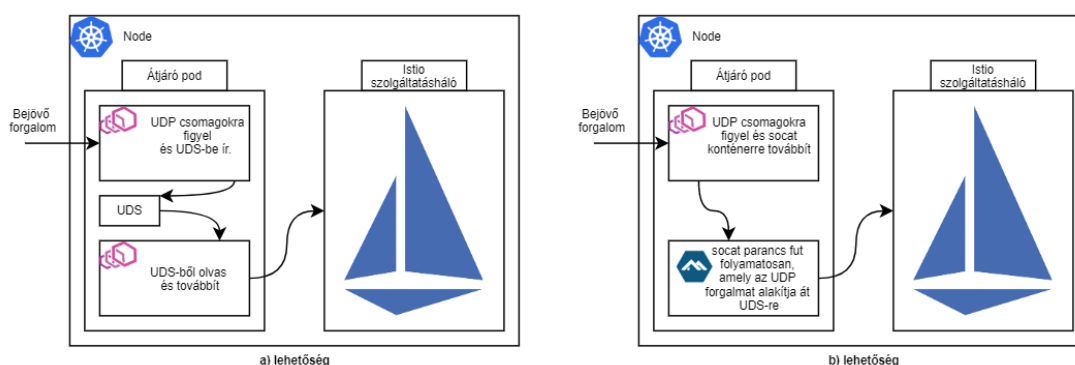 Node
Átjáró pod
Istio
szolgáltatásháló
Bejövő
forgalom
UDP csomagokra
figyel
és UDS-be ír.
UDS
UDS-ből olvas
és továbbít
a) lehetőség
Node
Átjáró pod
Istio
szolgáltatásháló
Bejövő
forgalom
UDP csomagokra
figyel és socat
konténerre továbbít
socat parancs fut
folyamatosan,
amely az UDP
forgalmat alakítja át
UDS-re
b) lehetőség